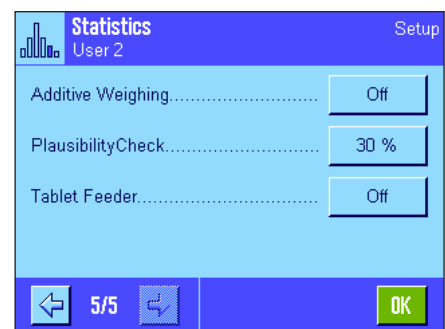 Statistics Setup
User 2
Additive Weighing............................ Off
PlausibilityCheck............................ 30 %
Tablet Feeder................................. Off
5/5 OK